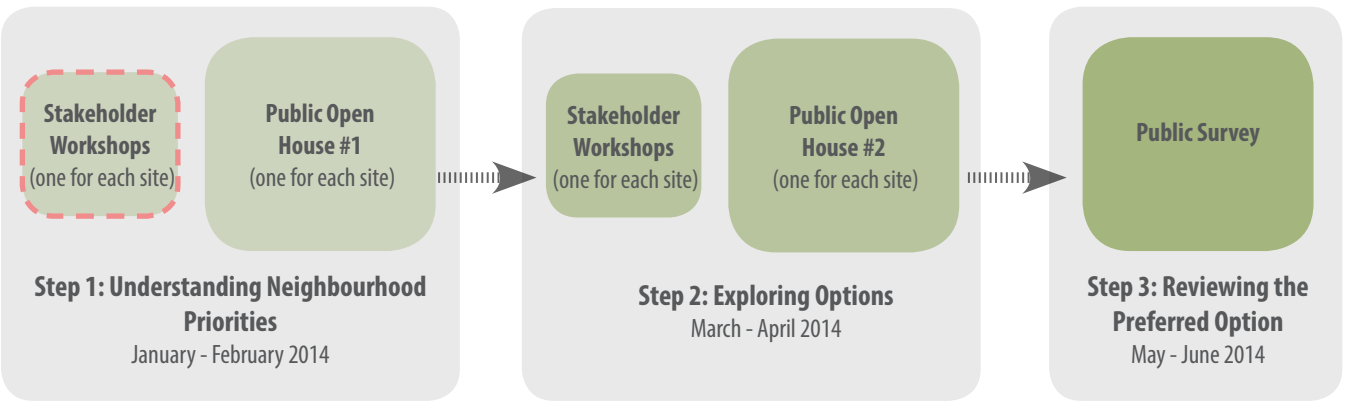 Stakeholder
Workshops
(one for each site)
Public Open
House #1
(one for each site)
Step 1: Understanding Neighbourhood
Priorities
January - February 2014
Stakeholder
Workshops
(one for each site)
Public Open
House #2
(one for each site)
Step 2: Exploring Options
March - April 2014
Public Survey
Step 3: Reviewing the
Preferred Option
May - June 2014